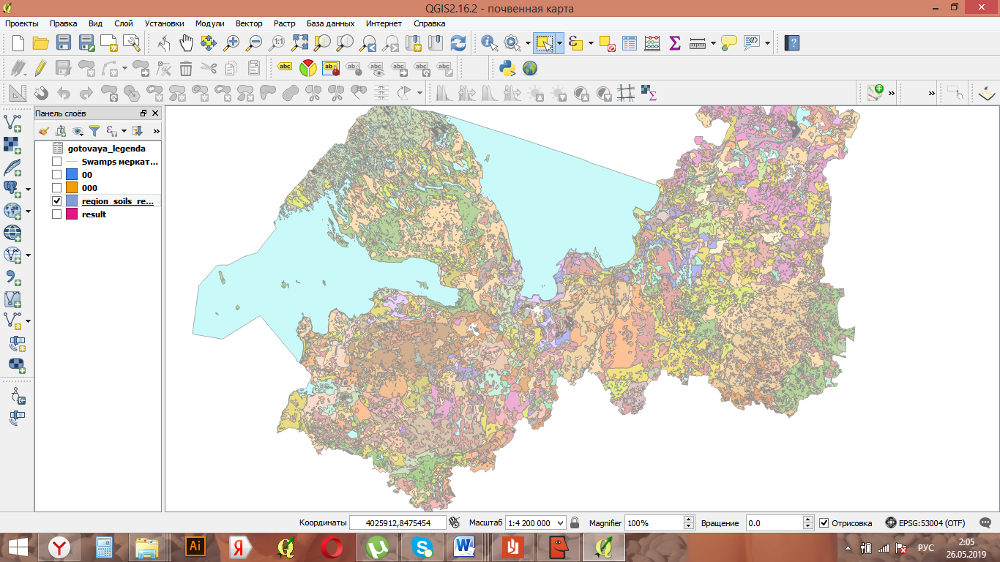 QGIS2.16.2 - почвенная карта
Проекты Правка Вид Слой Установки Модули Вектор Растр База данных Интернет Справка
Панель слоёв
gotovaya_legenda
Swamps меркат...
00
000
region_soils_re...
result
Координаты 4025912,8475454 Масштаб 1:4 200 000 Magnifier 100% Вращение 0.0 Отрисовка EPSG:53004 (OTF)
РУС
2:05
26.05.2019